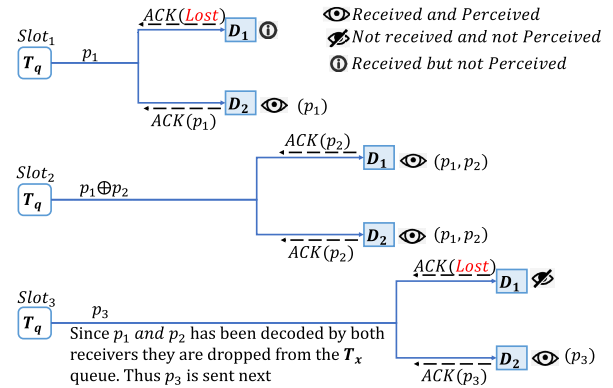 ACK(Lost)
Received and Perceived
Slot₁
D₁
Not received and not Perceived
T_q
p₁
Received but not Perceived
D₂
(p₁)
ACK(p₁)
ACK(p₂)
Slot₂
D₁
(p₁, p₂)
T_q
p₁⊕p₂
D₂
(p₁, p₂)
ACK(p₂)
ACK(Lost)
Slot₃
D₁
T_q
p₃
Since p₁ and p₂ has been decoded by both
receivers they are dropped from the Tₓ
queue. Thus p₃ is sent next
D₂
(p₃)
ACK(p₃)